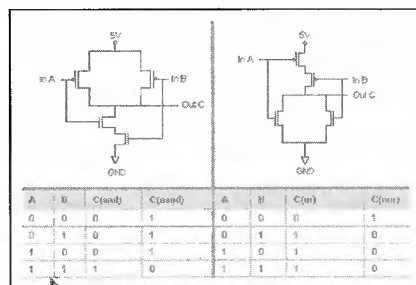 5V
5V
In A
In B
In A
In B
Out C
Out C
GND
GND
A B C(and) C(nand) A B C(or) C(nor)
0 0 0 1 0 0 0 1
0 1 0 1 0 1 1 0
1 0 0 1 1 0 1 0
1 1 1 0 1 1 1 0